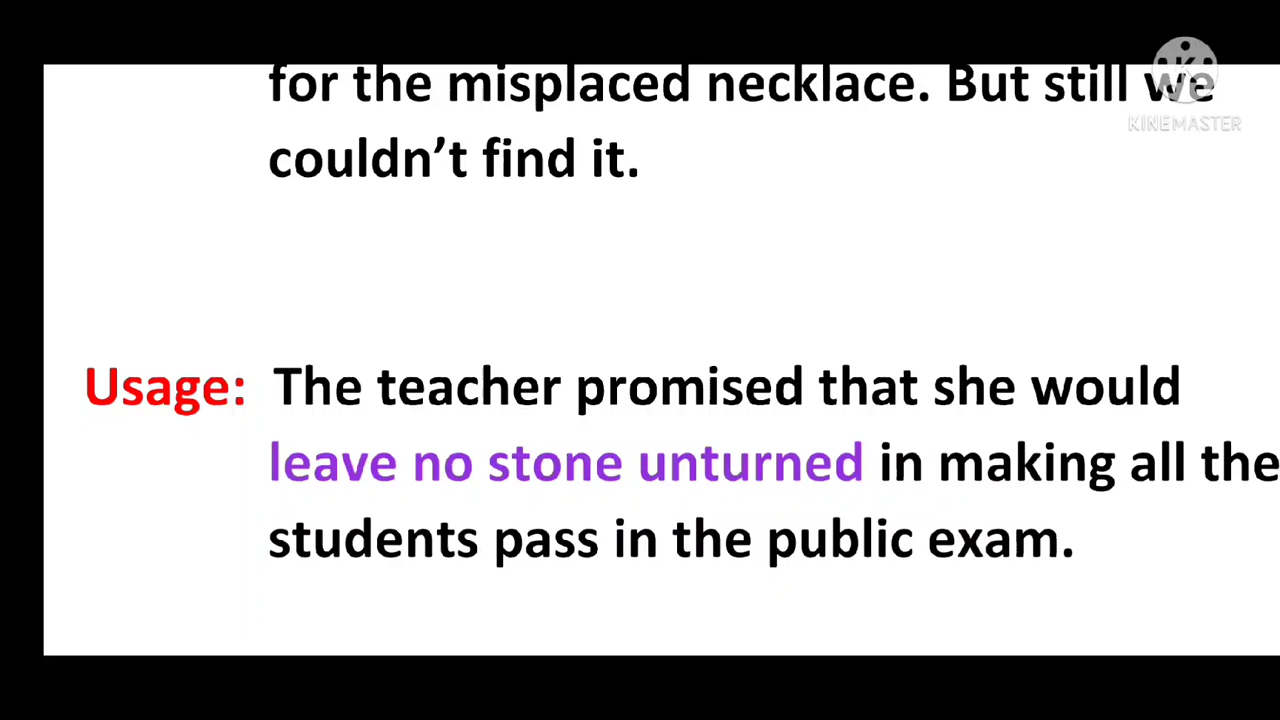 for the misplaced necklace. But still we
KINEMASTER
couldn’t find it.
Usage: The teacher promised that she would
leave no stone unturned in making all the
students pass in the public exam.